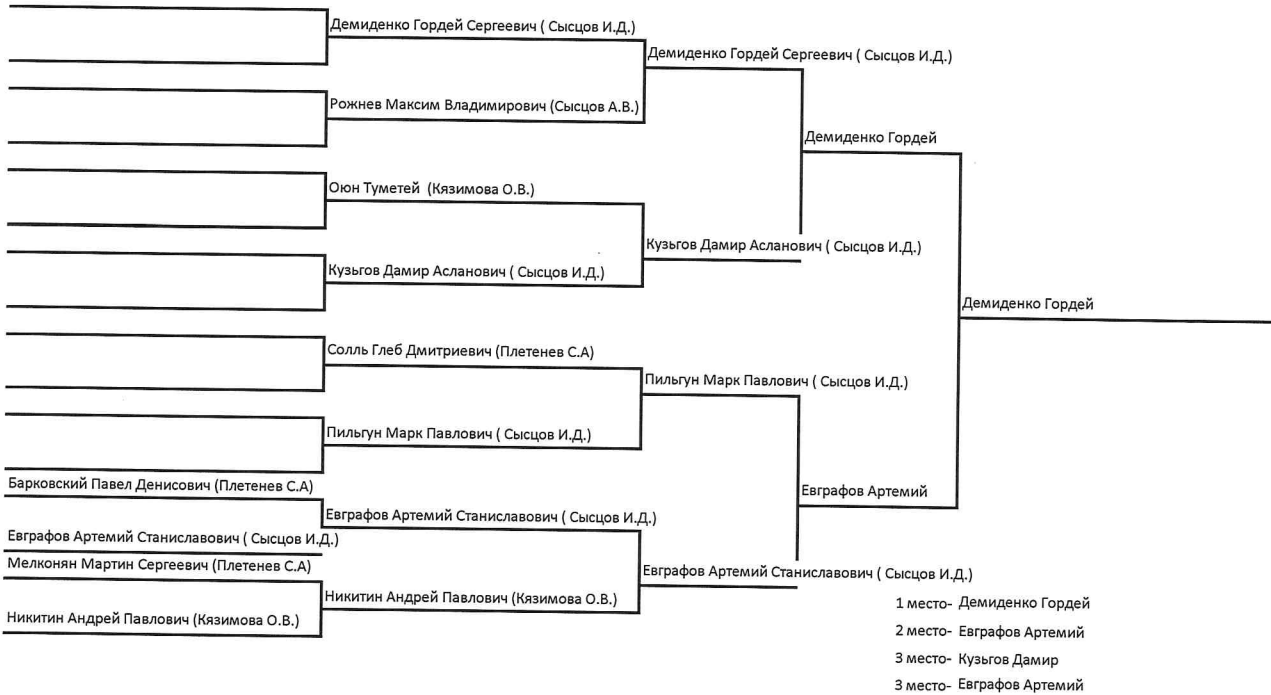 Демиденко Гордей Сергеевич ( Сысцов И.Д.)
Демиденко Гордей Сергеевич ( Сысцов И.Д.)
Рожнев Максим Владимирович (Сысцов А.В.)
Демиденко Гордей
Оюн Туметей (Кязимова О.В.)
Кузьгов Дамир Асланович ( Сысцов И.Д.)
Кузьгов Дамир Асланович ( Сысцов И.Д.)
Демиденко Гордей
Солль Глеб Дмитриевич (Плетенев С.А)
Пильгун Марк Павлович ( Сысцов И.Д.)
Пильгун Марк Павлович ( Сысцов И.Д.)
Барковский Павел Денисович (Плетенев С.А)
Евграфов Артемий
Евграфов Артемий Станиславович ( Сысцов И.Д.)
Евграфов Артемий Станиславович ( Сысцов И.Д.)
Мелконян Мартин Сергеевич (Плетенев С.А)
Евграфов Артемий Станиславович ( Сысцов И.Д.)
Никитин Андрей Павлович (Кязимова О.В.)
Никитин Андрей Павлович (Кязимова О.В.)
1 место- Демиденко Гордей
2 место- Евграфов Артемий
3 место- Кузьгов Дамир
3 место- Евграфов Артемий